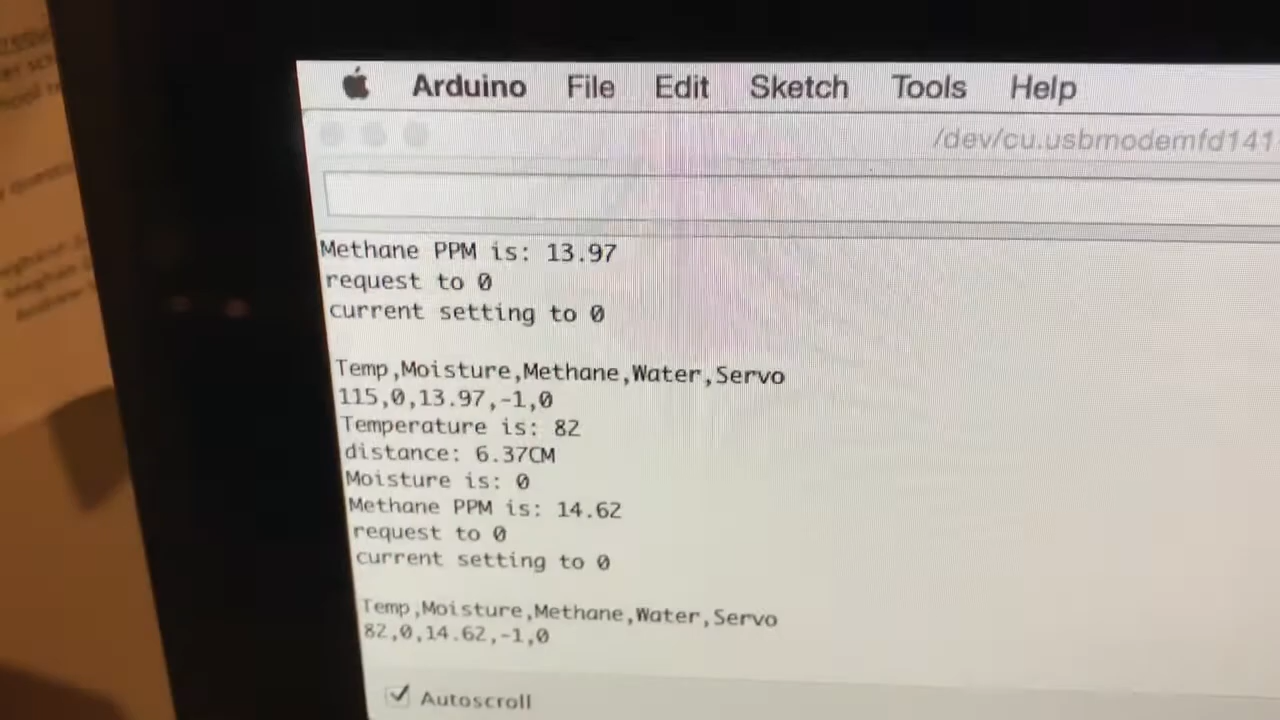 Arduino File Edit Sketch Tools Help
/dev/cu.usbmodemfd141
Methane PPM is: 13.97
request to 0
current setting to 0
Temp,Moisture,Methane,Water,Servo
115,0,13.97,-1,0
Temperature is: 82
distance: 6.37CM
Moisture is: 0
Methane PPM is: 14.62
request to 0
current setting to 0
Temp,Moisture,Methane,Water,Servo
82,0,14.62,-1,0
Autoscroll